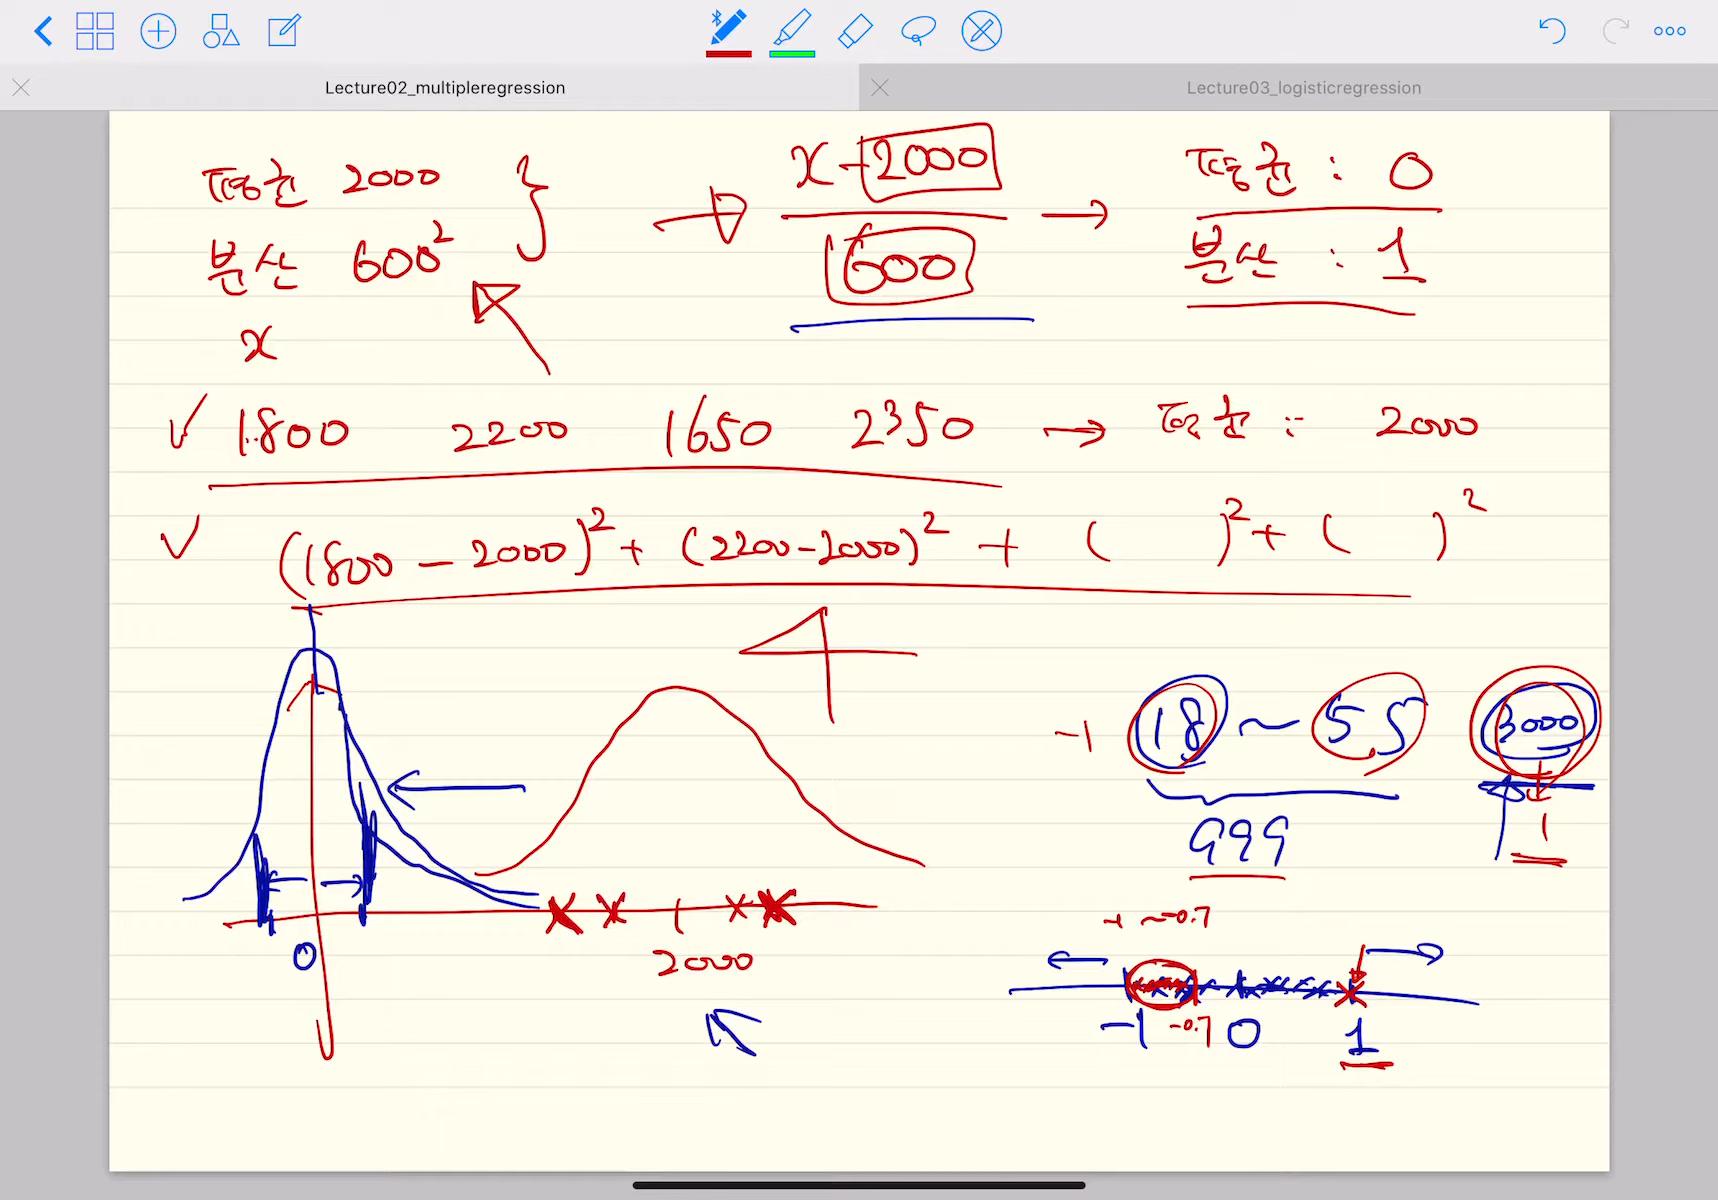 Lecture02_multipleregression
Lecture03_logisticregression
평균 2000
분산 600²
x
x - 2000
600
평균 : 0
분산 : 1
1800 2200 1650 2350 → 평균 : 2000
(1800 - 2000)² + (2200-2000)² + ( )² + ( )²
4
-1 18 ~ 55 3000
999 1
0 2000
-1 ~ -0.7
-1 -0.7 0 1